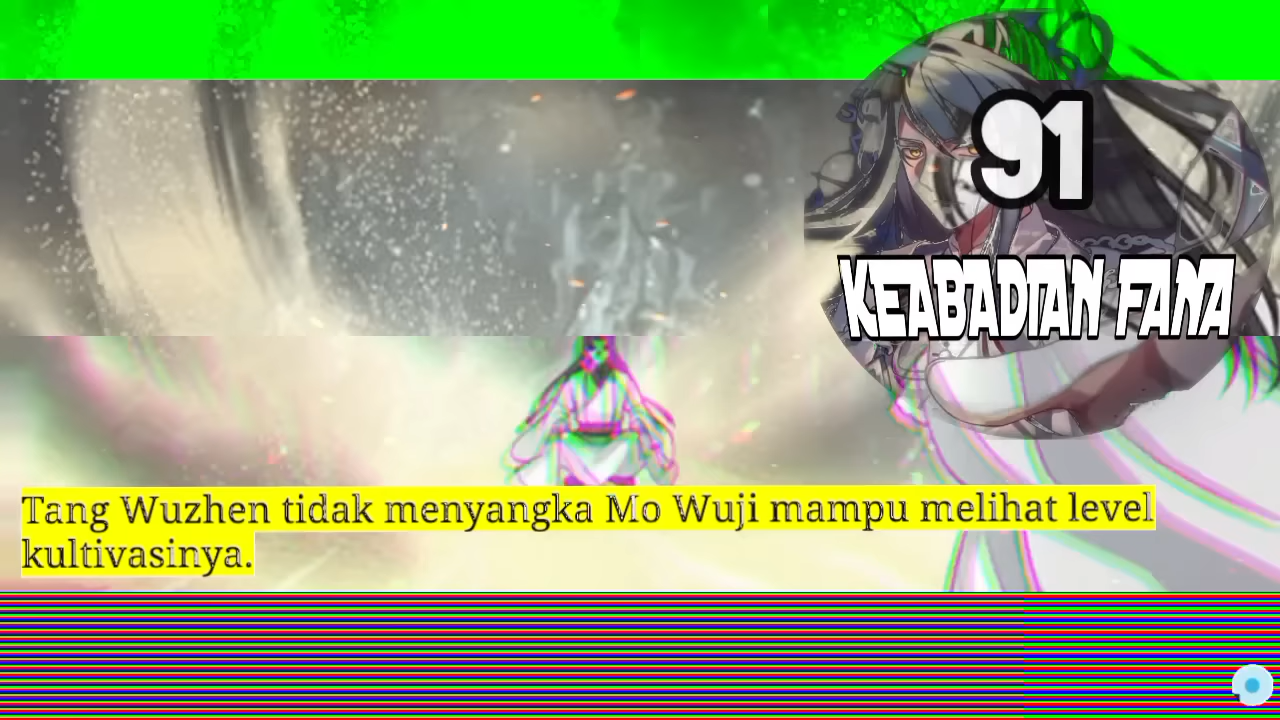 91
KEABADIAN FANA
Tang Wuzhen tidak menyangka Mo Wuji mampu melihat level
kultivasinya.